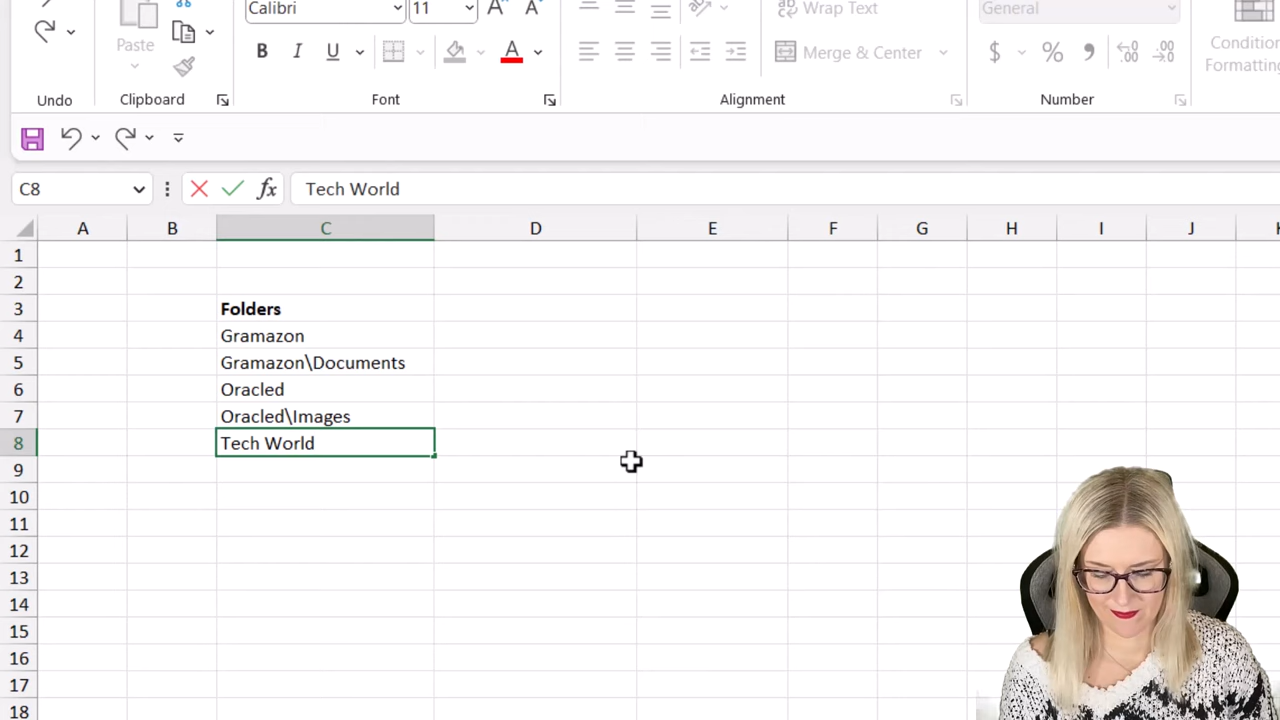 Calibri 11 Wrap Text General
Paste B I U A Merge & Center $ % Condition
Formatting
Undo Clipboard Font Alignment Number
C8 fx Tech World
A B C D E F G H I J K
1
2
3 Folders
4 Gramazon
5 Gramazon\Documents
6 Oracled
7 Oracled\Images
8 Tech World
9
10
11
12
13
14
15
16
17
18